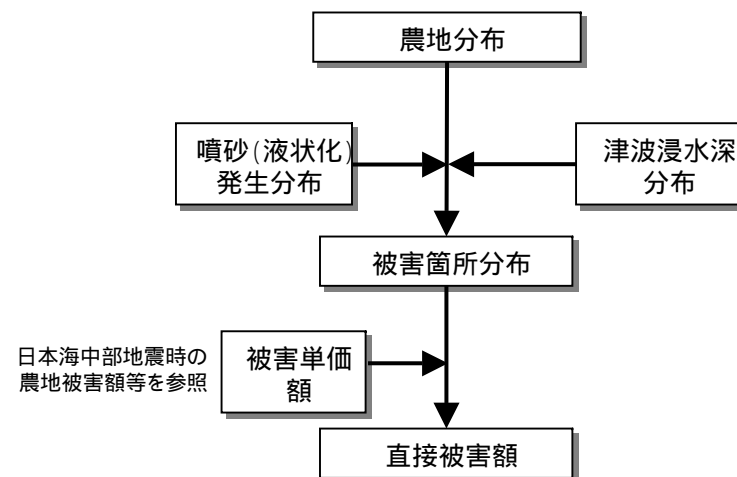 農地分布
噴砂(液状化)
発生分布
津波浸水深
分布
被害箇所分布
日本海中部地震時の
農地被害額等を参照
被害単価
額
直接被害額